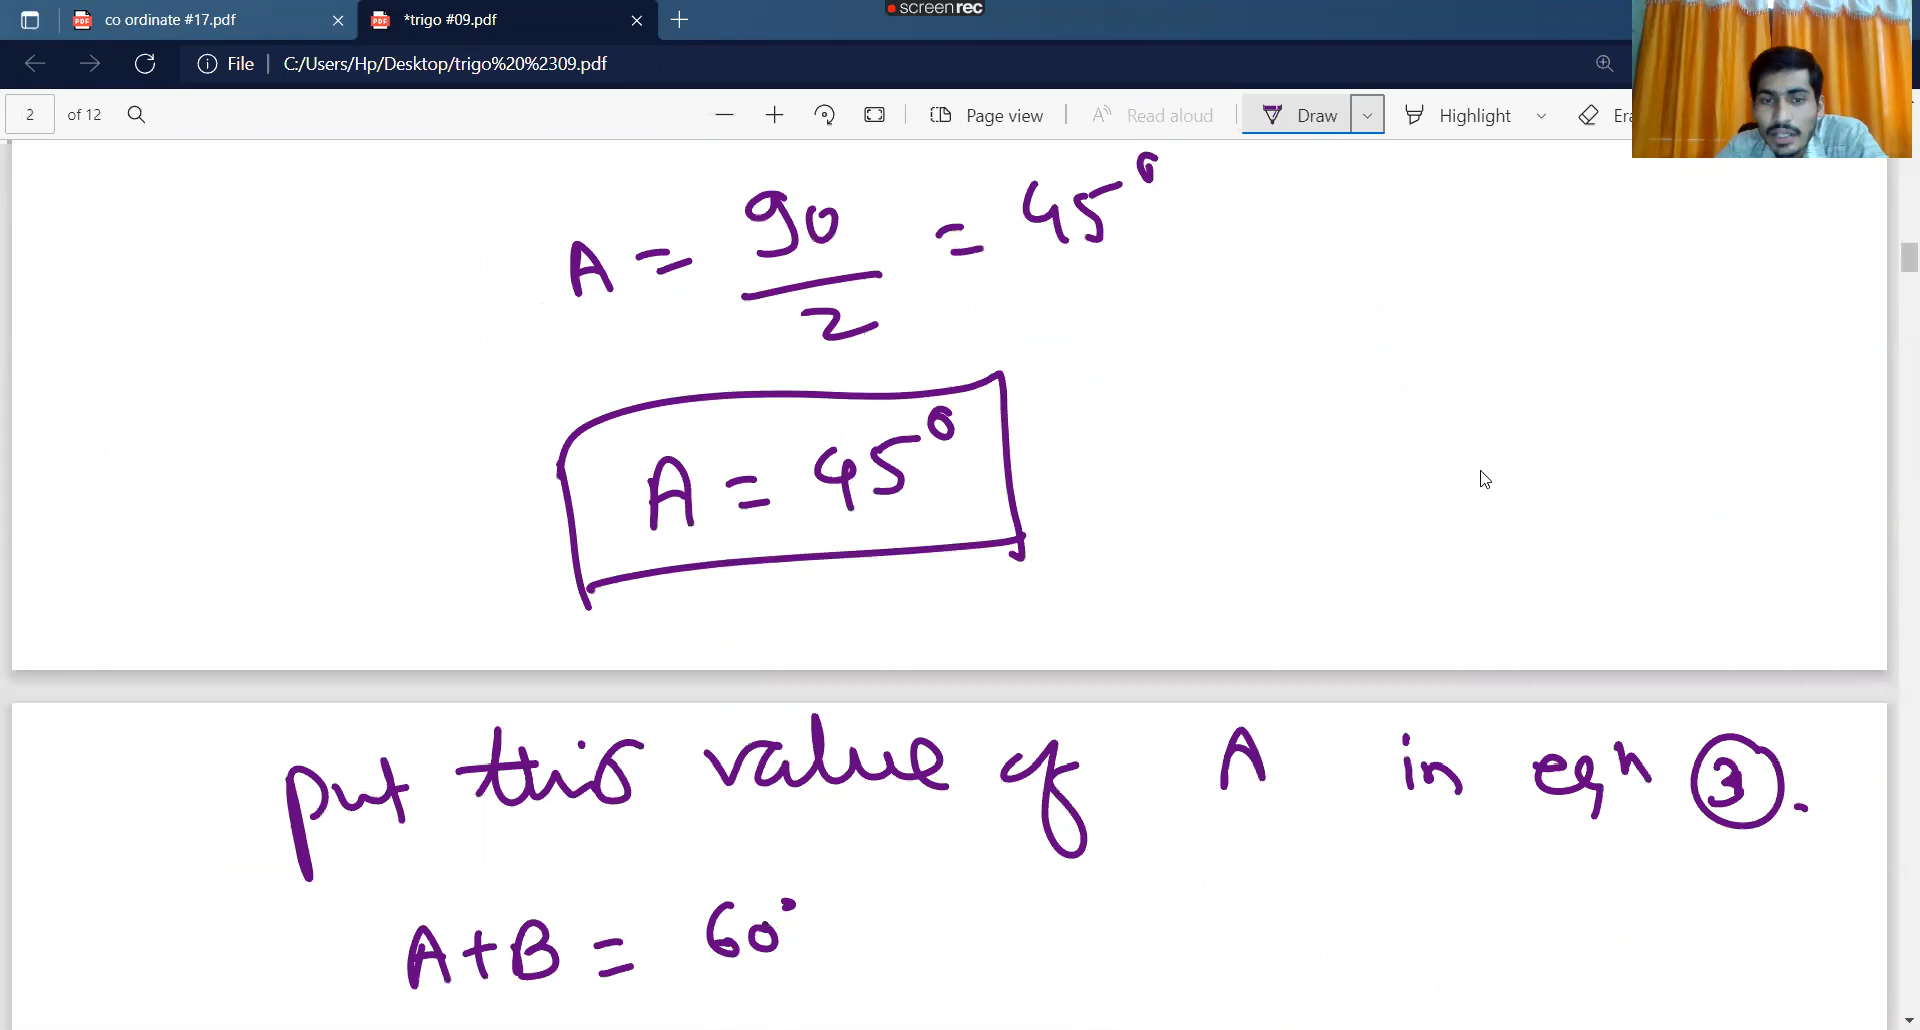 screenrec
co ordinate #17.pdf
*trigo #09.pdf
File C:/Users/Hp/Desktop/trigo%20%2309.pdf
2 of 12 Page view Read aloud Draw Highlight Era
A = 90/2 = 45°
A = 45°
put this value of A in eqn 3.
A+B = 60°